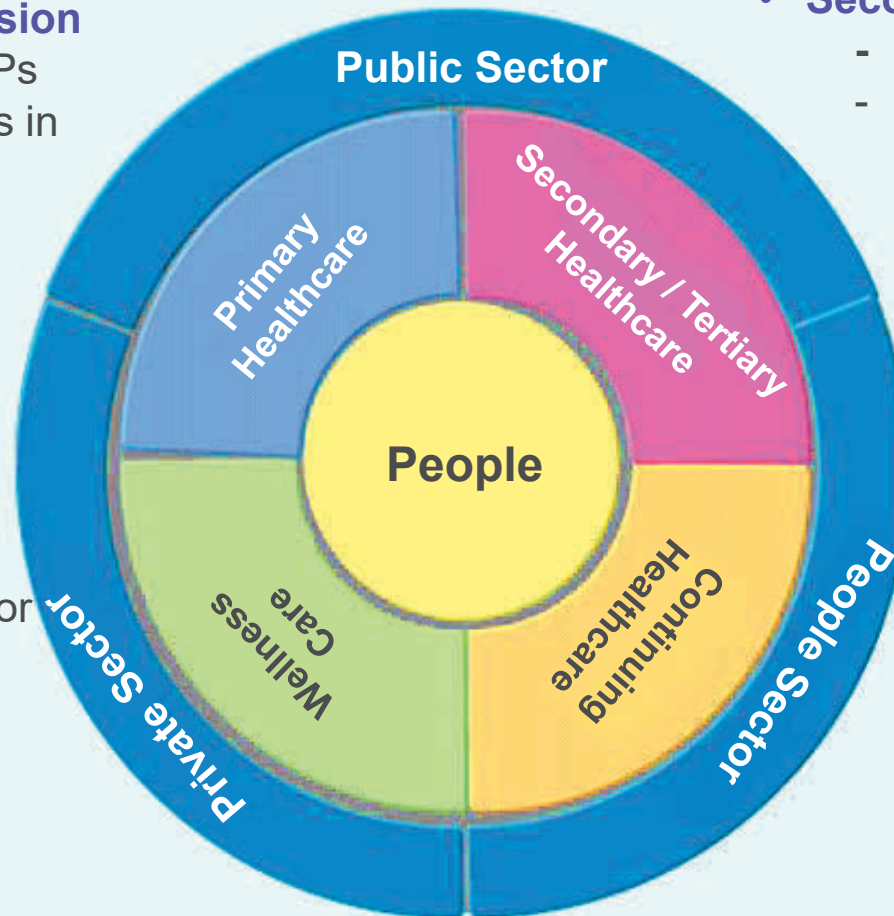 sion
Ps
s in
or
Seco
-
-
Public Sector
Primary
Healthcare
Secondary / Tertiary
Healthcare
People
Wellness
Care
Continuing
Healthcare
Private Sector
People Sector